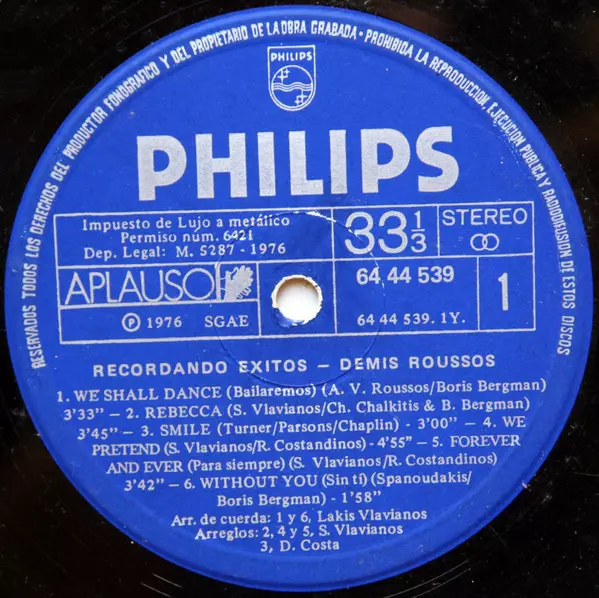 RESERVADOS TODOS LOS DERECHOS DEL PRODUCTOR FONOGRAFICO Y DEL PROPIETARIO DE LA OBRA GRABADA · PROHIBIDA LA REPRODUCCION, EJECUCION PUBLICA Y RADIODIFUSION DE ESTOS DISCOS
PHILIPS
PHILIPS
Impuesto de Lujo a metálico
Permiso núm. 6421
Dep. Legal: M. 5287 - 1976
33 1/3
STEREO
APLAUSO
64 44 539
1
℗ 1976 SGAE
64 44 539. 1Y.
RECORDANDO EXITOS — DEMIS ROUSSOS
1. WE SHALL DANCE (Bailaremos) (A. V. Roussos/Boris Bergman)
3'33" — 2. REBECCA (S. Vlavianos/Ch. Chalkitis & B. Bergman)
3'45" — 3. SMILE (Turner/Parsons/Chaplin) - 3'00" — 4. WE
PRETEND (S. Vlavianos/R. Costandinos) - 4'55" — 5. FOREVER
AND EVER (Para siempre) (S. Vlavianos/R. Costandinos)
3'42" — 6. WITHOUT YOU (Sin ti) (Spanoudakis/
Boris Bergman) - 1'58"
Arr. de cuerda: 1 y 6, Lakis Vlavianos
Arreglos: 2, 4 y 5, S. Vlavianos
3, D. Costa